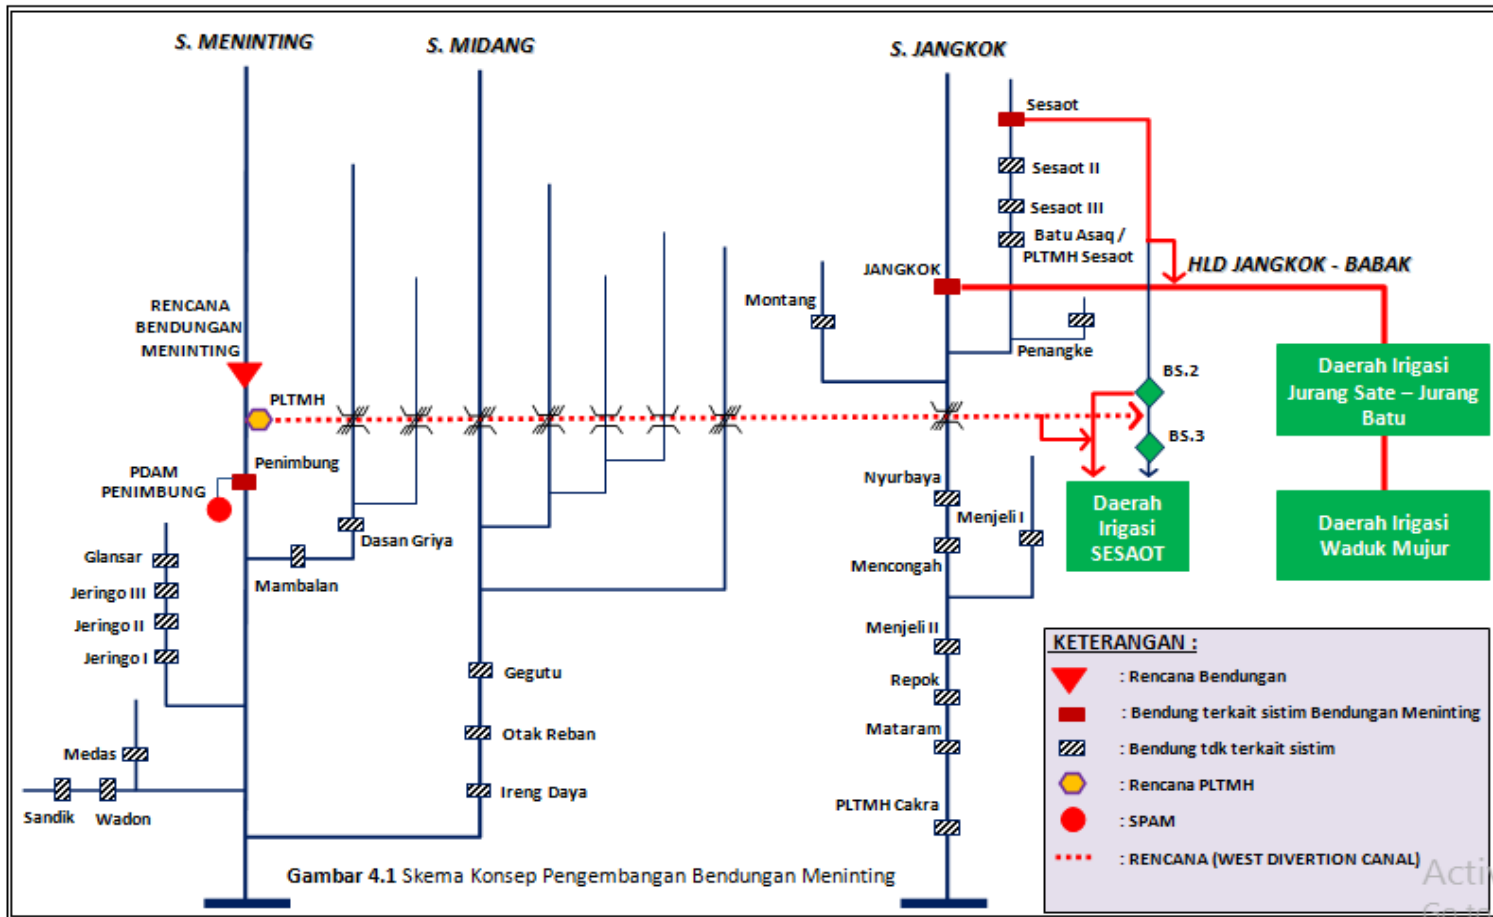 S. MENINTING
S. MIDANG
S. JANGKOK
Sesaot
Sesaot II
Sesaot III
Batu Asaq /
PLTMH Sesaot
JANGKOK
HLD JANGKOK - BABAK
Montang
Penangke
RENCANA
BENDUNGAN
MENINTING
PLTMH
BS.2
BS.3
Daerah Irigasi
Jurang Sate – Jurang
Batu
Penimbung
PDAM
PENIMBUNG
Nyurbaya
Menjeli I
Daerah
Irigasi
SESAOT
Daerah Irigasi
Waduk Mujur
Glansar
Dasan Griya
Mambalan
Mencongah
Jeringo III
Jeringo II
Jeringo I
Menjeli II
Gegutu
Repok
Medas
Otak Reban
Mataram
Sandik
Wadon
Ireng Daya
PLTMH Cakra
KETERANGAN :
: Rencana Bendungan
: Bendung terkait sistim Bendungan Meninting
: Bendung tdk terkait sistim
: Rencana PLTMH
: SPAM
: RENCANA (WEST DIVERTION CANAL)
Gambar 4.1 Skema Konsep Pengembangan Bendungan Meninting